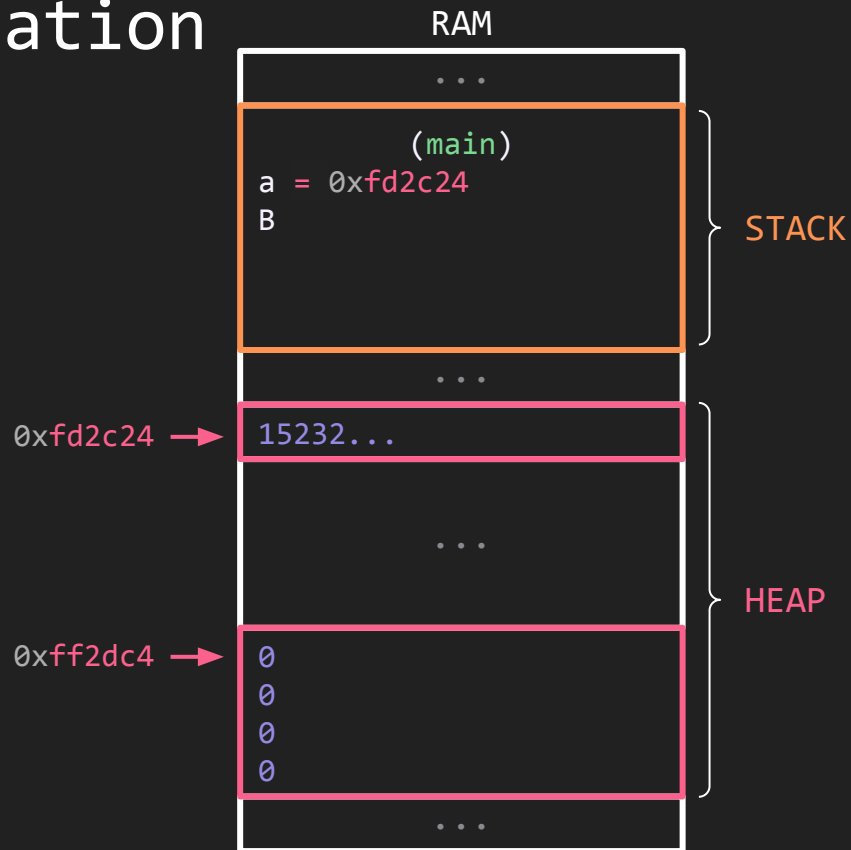 ation
RAM
...
(main)
a = 0xfd2c24
B
STACK
...
0xfd2c24
15232...
...
HEAP
0xff2dc4
0
0
0
0
...